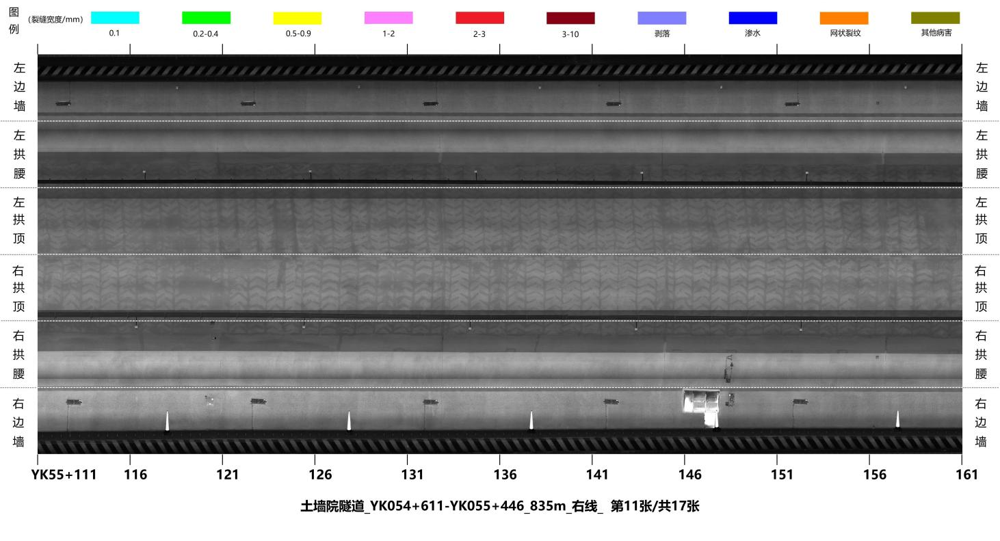 图例 (裂缝宽度/mm) 0.1 0.2-0.4 0.5-0.9 1-2 2-3 3-10 剥落 渗水 网状裂纹 其他病害
左边墙 左边墙
左拱腰 左拱腰
左拱顶 左拱顶
右拱顶 右拱顶
右拱腰 右拱腰
右边墙 右边墙
YK55+111 116 121 126 131 136 141 146 151 156 161
土墙院隧道_YK054+611-YK055+446_835m_右线_ 第11张/共17张